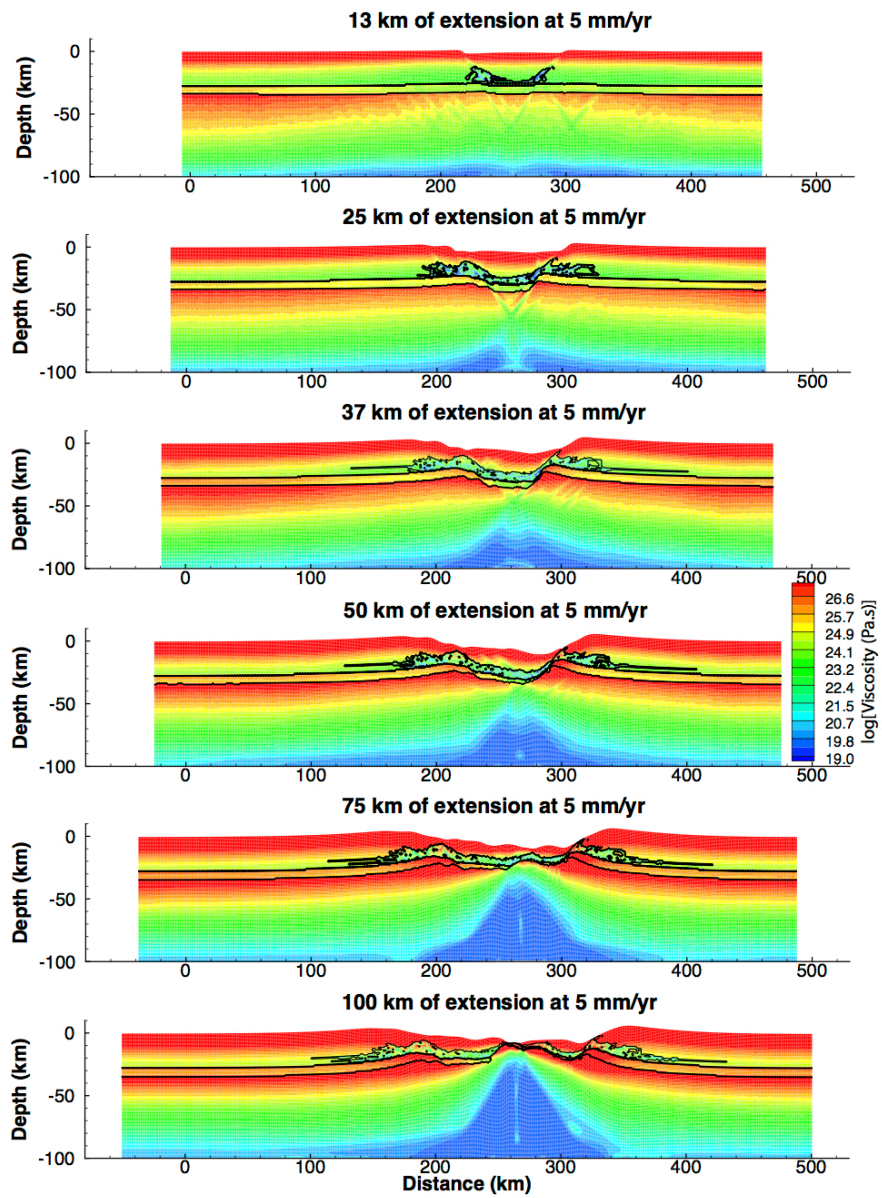 13 km of extension at 5 mm/yr
Depth (km)
0
-50
-100
0 100 200 300 400 500
25 km of extension at 5 mm/yr
Depth (km)
0
-50
-100
0 100 200 300 400 500
37 km of extension at 5 mm/yr
Depth (km)
0
-50
-100
0 100 200 300 400 500
50 km of extension at 5 mm/yr
Depth (km)
0
-50
-100
0 100 200 300 400 500
26.6
25.7
24.9
24.1
23.2
22.4
21.5
20.7
19.8
19.0
log[Viscosity (Pa.s)]
75 km of extension at 5 mm/yr
Depth (km)
0
-50
-100
0 100 200 300 400 500
100 km of extension at 5 mm/yr
Depth (km)
0
-50
-100
0 100 200 300 400 500
Distance (km)